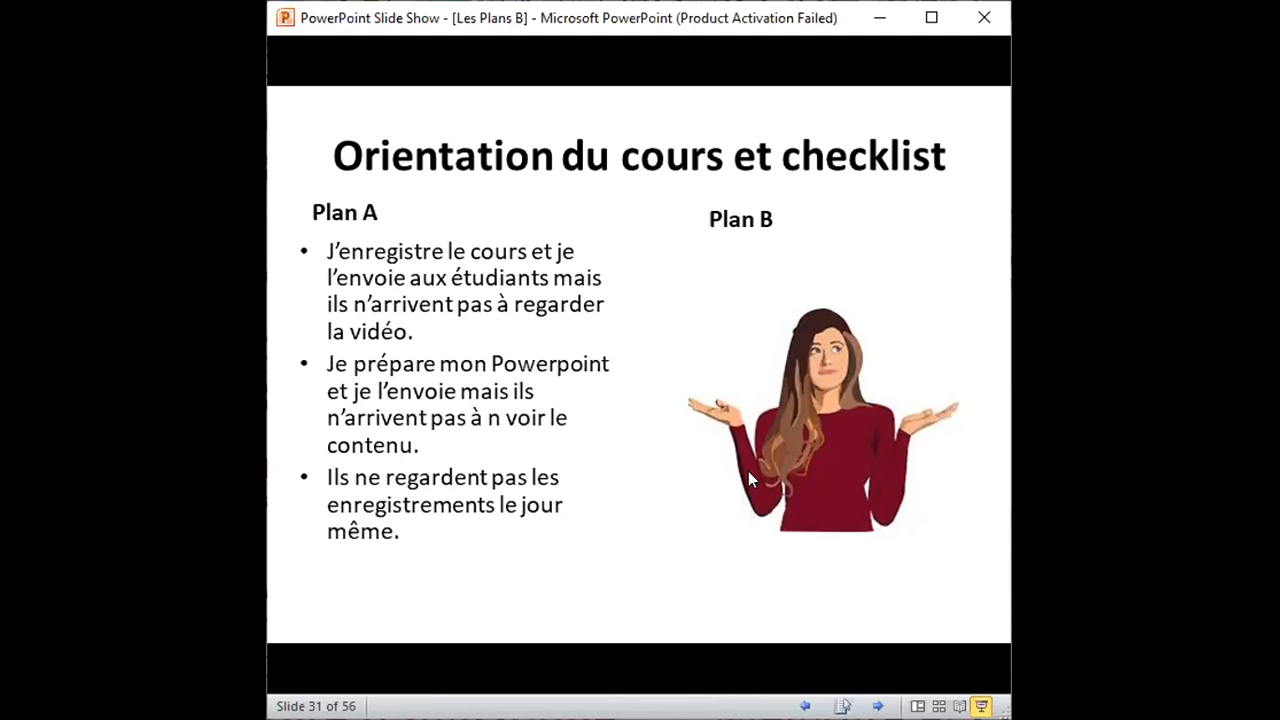 PowerPoint Slide Show - [Les Plans B] - Microsoft PowerPoint (Product Activation Failed)
Orientation du cours et checklist
Plan A
• J’enregistre le cours et je
l’envoie aux étudiants mais
ils n’arrivent pas à regarder
la vidéo.
• Je prépare mon Powerpoint
et je l’envoie mais ils
n’arrivent pas à n voir le
contenu.
• Ils ne regardent pas les
enregistrements le jour
même.
Plan B
Slide 31 of 56